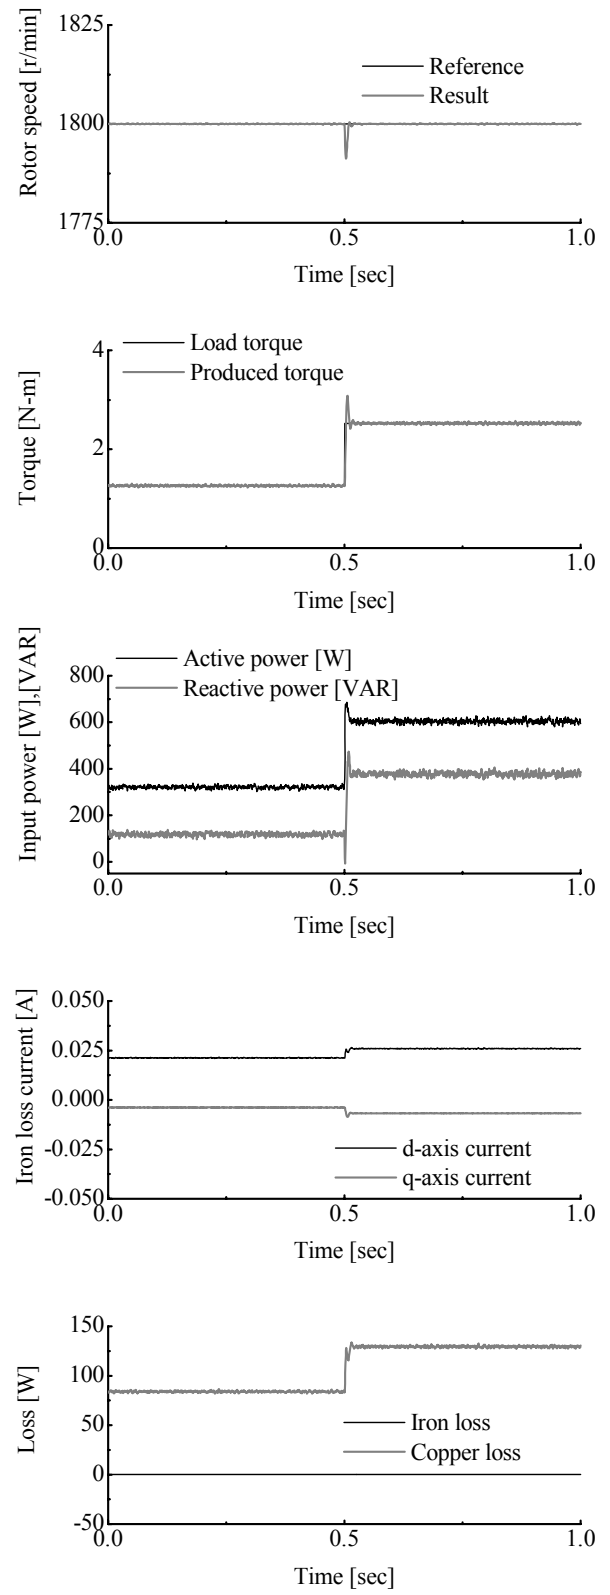 1825
Rotor speed [r/min]
Reference
Result
1800
1775
0.0 0.5 1.0
Time [sec]
4
Load torque
Produced torque
Torque [N-m]
2
0
0.0 0.5 1.0
Time [sec]
Active power [W]
800
Reactive power [VAR]
Input power [W],[VAR]
600
400
200
0
0.0 0.5 1.0
Time [sec]
0.050
Iron loss current [A]
0.025
0.000
-0.025
d-axis current
q-axis current
-0.050
0.0 0.5 1.0
Time [sec]
150
100
Loss [W]
50
Iron loss
Copper loss
0
-50
0.0 0.5 1.0
Time [sec]